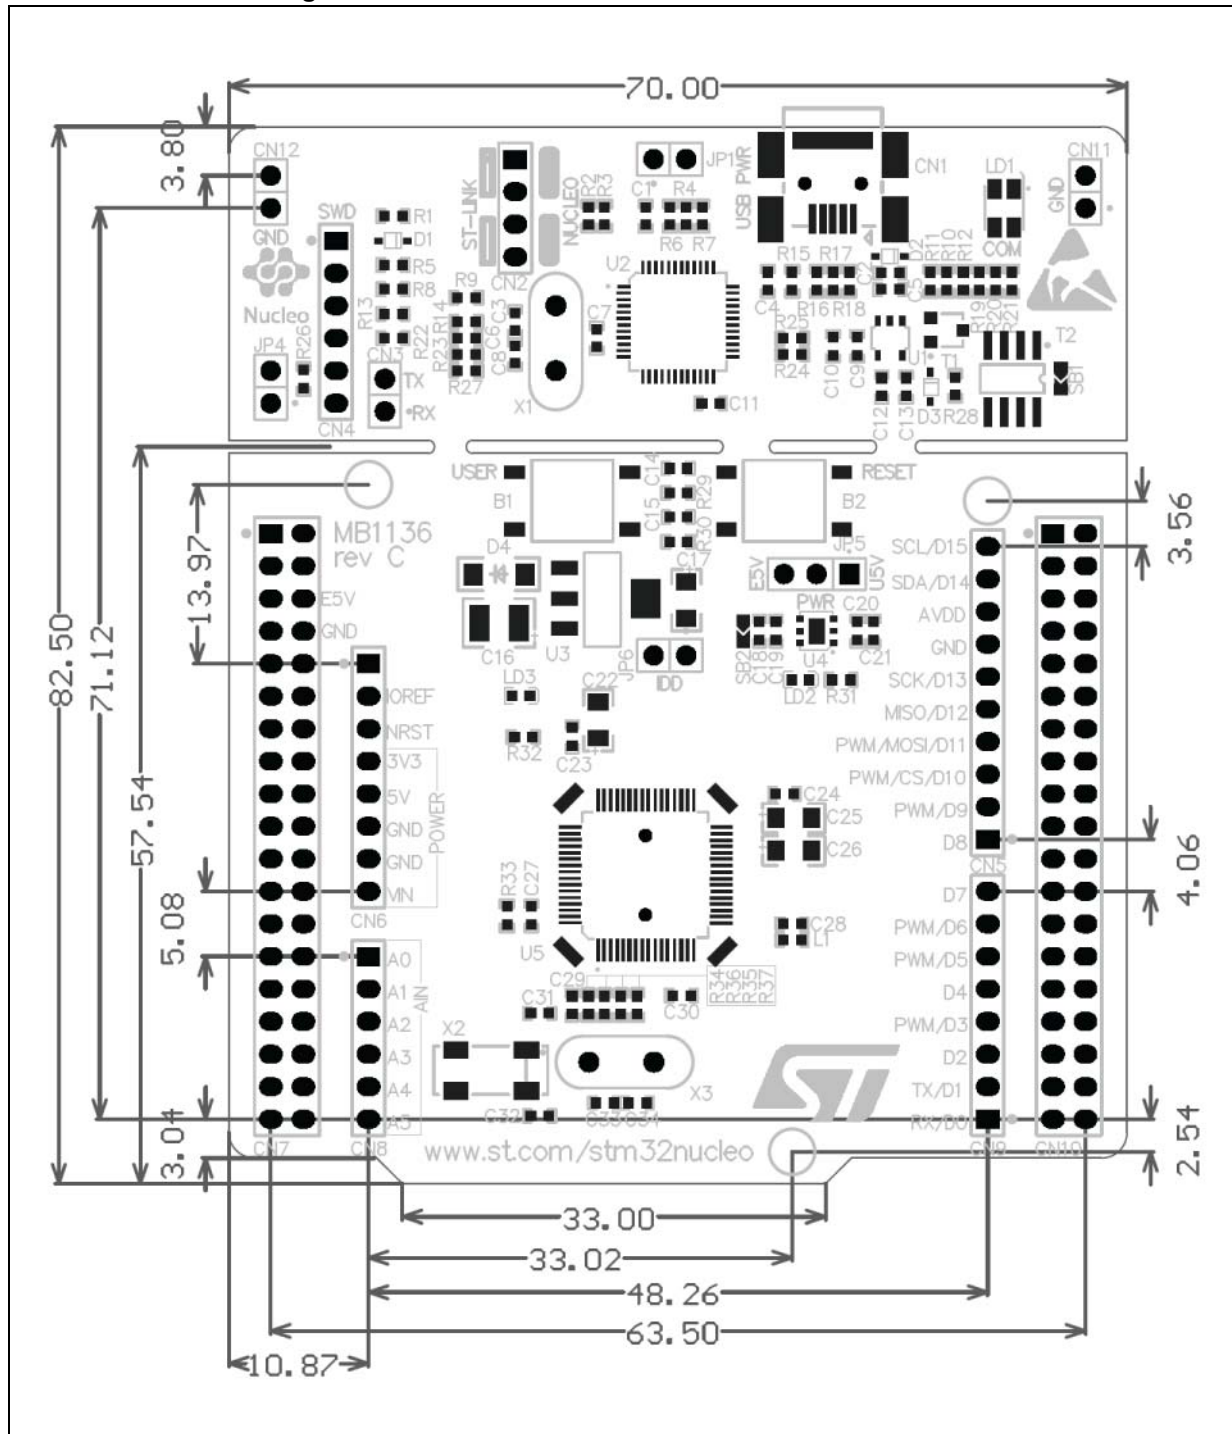 70.00
3.80
CN12
GND
Nucleo
JP4
R26
SWD
CN4
R1
D1
R5
R8
R13
R22
CN3
TX
RX
ST-LINK
NUCLEO
CN2
R2
R3
C1
R4
R6
R7
JP1
USB PWR
CN1
LD1
COM
CN11
GND
U2
R9
R14
R23
R27
C3
C6
C8
X1
C7
C11
R15
R17
C4
R16
R18
R25
R24
C10
C9
C2
C5
D2
R11
R10
R12
R19
R20
R21
U1
T1
T2
SB1
C12
C13
D3
R28
USER
B1
C14
R29
C15
R30
B2
RESET
MB1136
rev C
D4
C16
U3
C17
JP6
IDD
E5V
JP5
U5V
PWR
SB2
C18
C19
U4
C20
C21
LD2
R31
E5V
GND
IOREF
NRST
3V3
5V
GND
GND
VIN
POWER
CN6
LD3
R32
C22
C23
SCL/D15
SDA/D14
AVDD
GND
SCK/D13
MISO/D12
PWM/MOSI/D11
PWM/CS/D10
PWM/D9
D8
CN5
C24
C25
C26
R33
C27
U5
C28
L1
D7
PWM/D6
PWM/D5
D4
PWM/D3
D2
TX/D1
RX/D0
A0
A1
A2
A3
A4
A5
AIN
C29
C31
C30
R34
R36
R35
R37
X2
X3
C32
C33
C34
ST
CN7
CN8
www.st.com/stm32nucleo
CN9
CN10
82.50
71.12
57.54
13.97
5.08
3.04
3.56
4.06
2.54
33.00
33.02
48.26
63.50
10.87